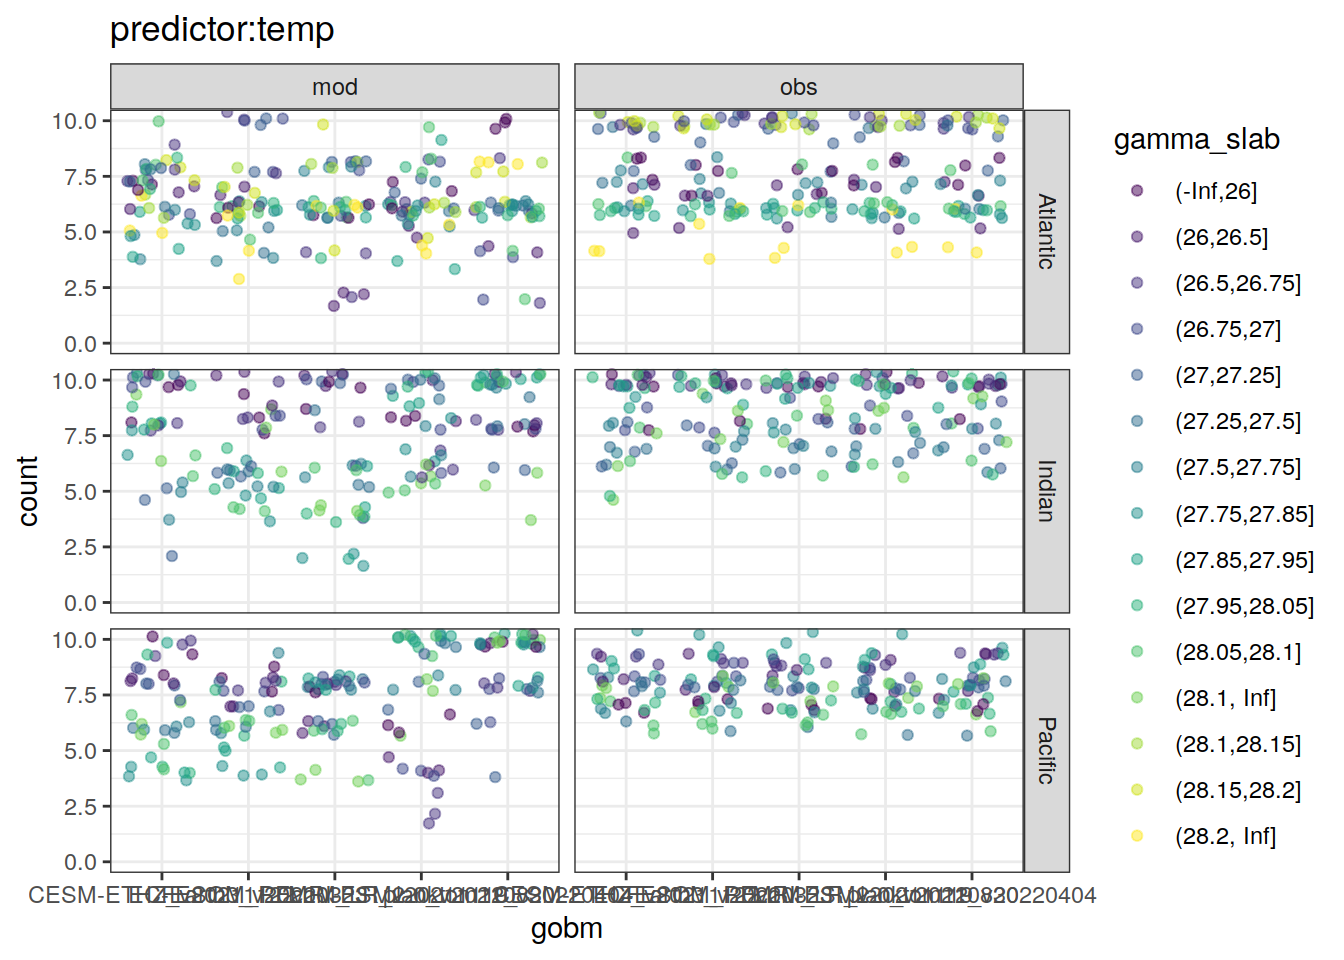 predictor:temp
mod
obs
10.0
7.5
5.0
2.5
0.0
Atlantic
10.0
7.5
5.0
2.5
0.0
Indian
10.0
7.5
5.0
2.5
0.0
Pacific
count
gobm
gamma_slab
(-Inf,26]
(26,26.5]
(26.5,26.75]
(26.75,27]
(27,27.25]
(27.25,27.5]
(27.5,27.75]
(27.75,27.85]
(27.85,27.95]
(27.95,28.05]
(28.05,28.1]
(28.1, Inf]
(28.1,28.15]
(28.15,28.2]
(28.2, Inf]